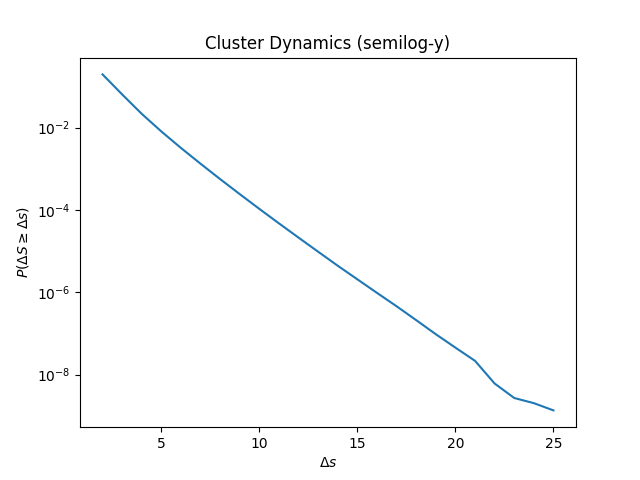 Cluster Dynamics (semilog-y)
P(ΔS ≥ Δs)
10⁻²
10⁻⁴
10⁻⁶
10⁻⁸
5 10 15 20 25
Δs